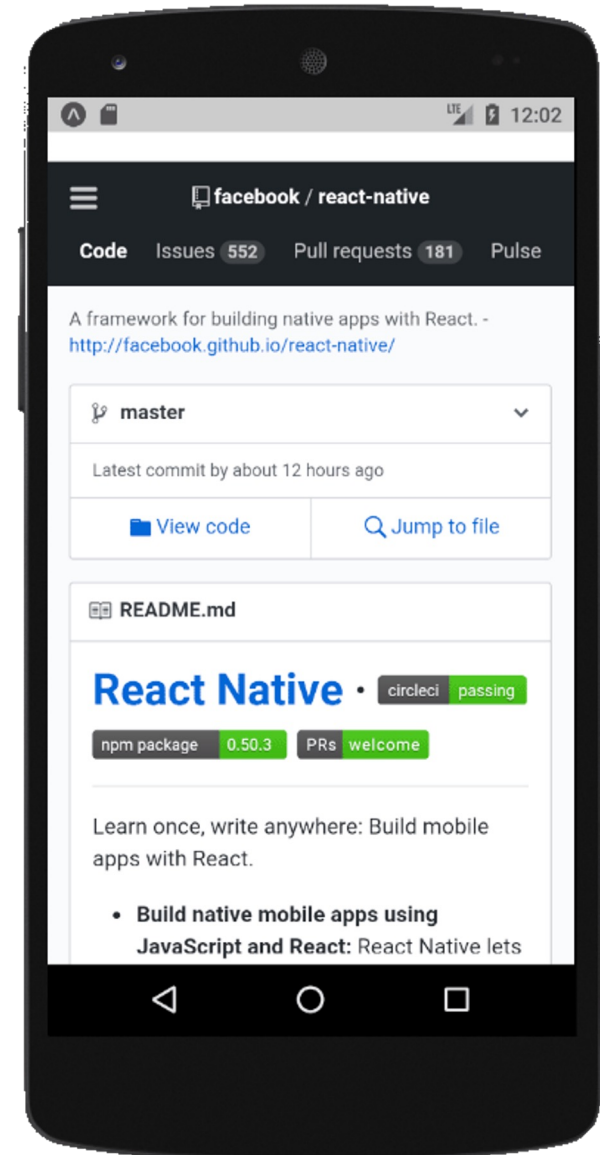 LTE 12:02
facebook / react-native
Code Issues 552 Pull requests 181 Pulse
A framework for building native apps with React. -
http://facebook.github.io/react-native/
master
Latest commit by about 12 hours ago
View code Jump to file
README.md
React Native • circleci passing
npm package 0.50.3 PRs welcome
Learn once, write anywhere: Build mobile
apps with React.
• Build native mobile apps using
JavaScript and React: React Native lets